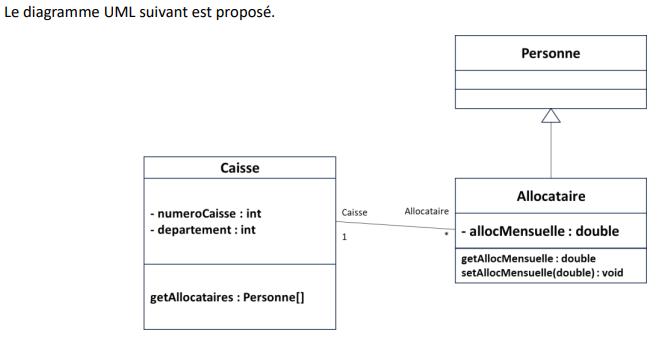 Le diagramme UML suivant est proposé.
Personne
Caisse
- numeroCaisse : int
- departement : int
getAllocataires : Personne[]
Caisse
Allocataire
1
*
Allocataire
- allocMensuelle : double
getAllocMensuelle : double
setAllocMensuelle(double) : void